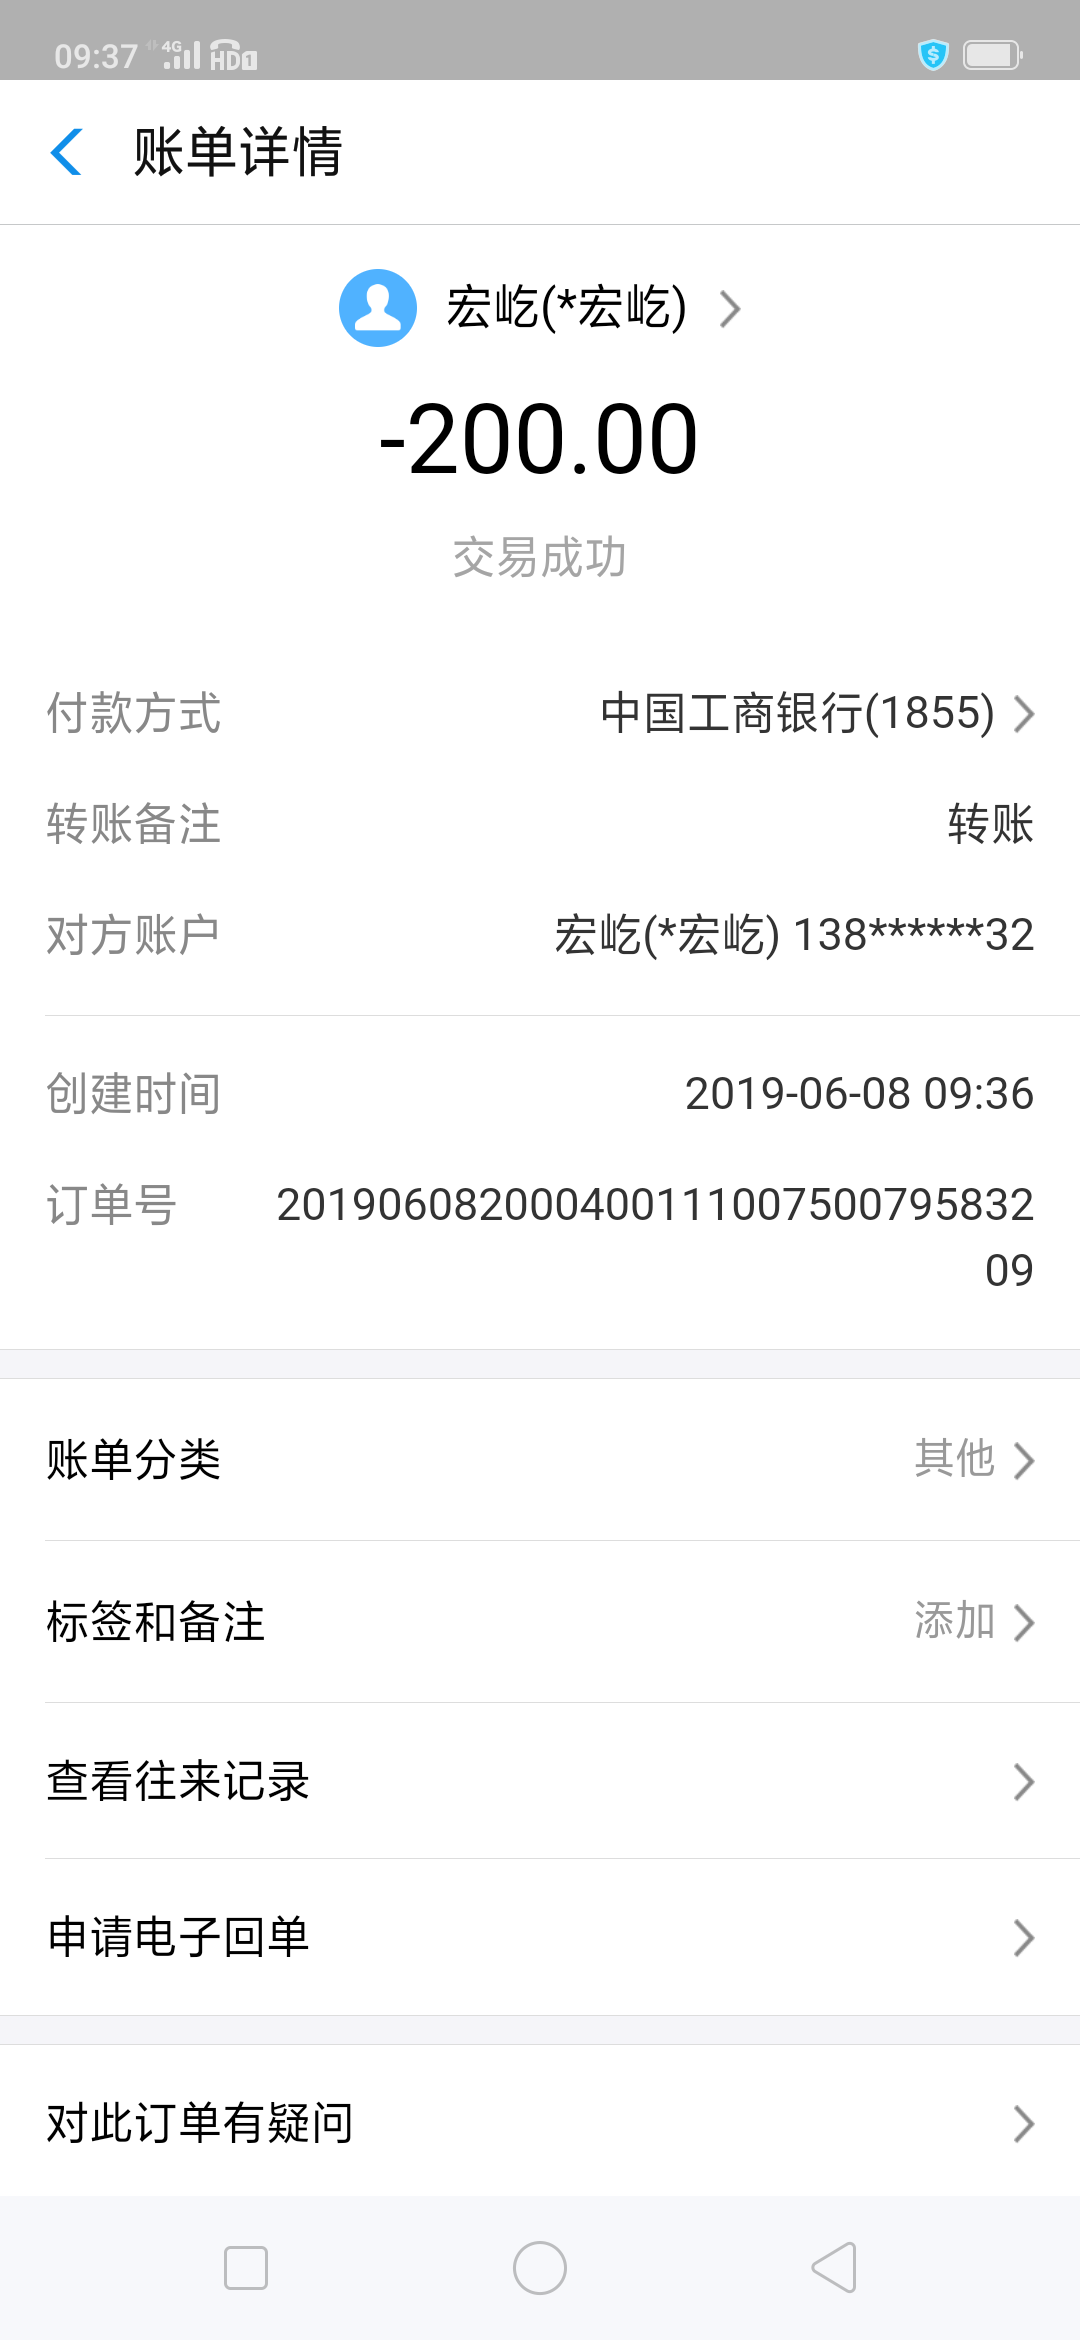 09:37 4G HD1
账单详情
宏屹(*宏屹)
-200.00
交易成功
付款方式 中国工商银行(1855)
转账备注 转账
对方账户 宏屹(*宏屹) 138******32
创建时间 2019-06-08 09:36
订单号 201906082000400111007500795832
09
账单分类 其他
标签和备注 添加
查看往来记录
申请电子回单
对此订单有疑问